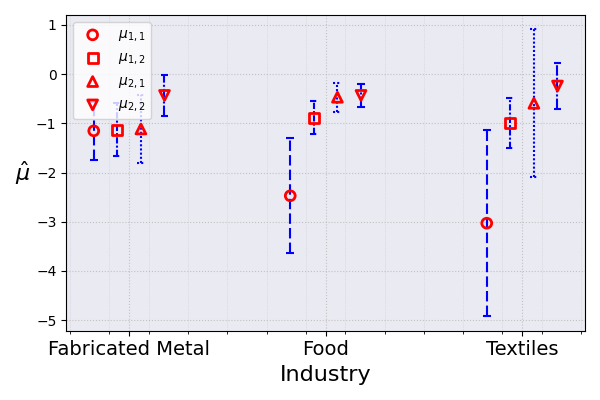 μ₁,₁
μ₁,₂
μ₂,₁
μ₂,₂
1
0
−1
−2
−3
−4
−5
μ̂
Fabricated Metal Food Textiles
Industry